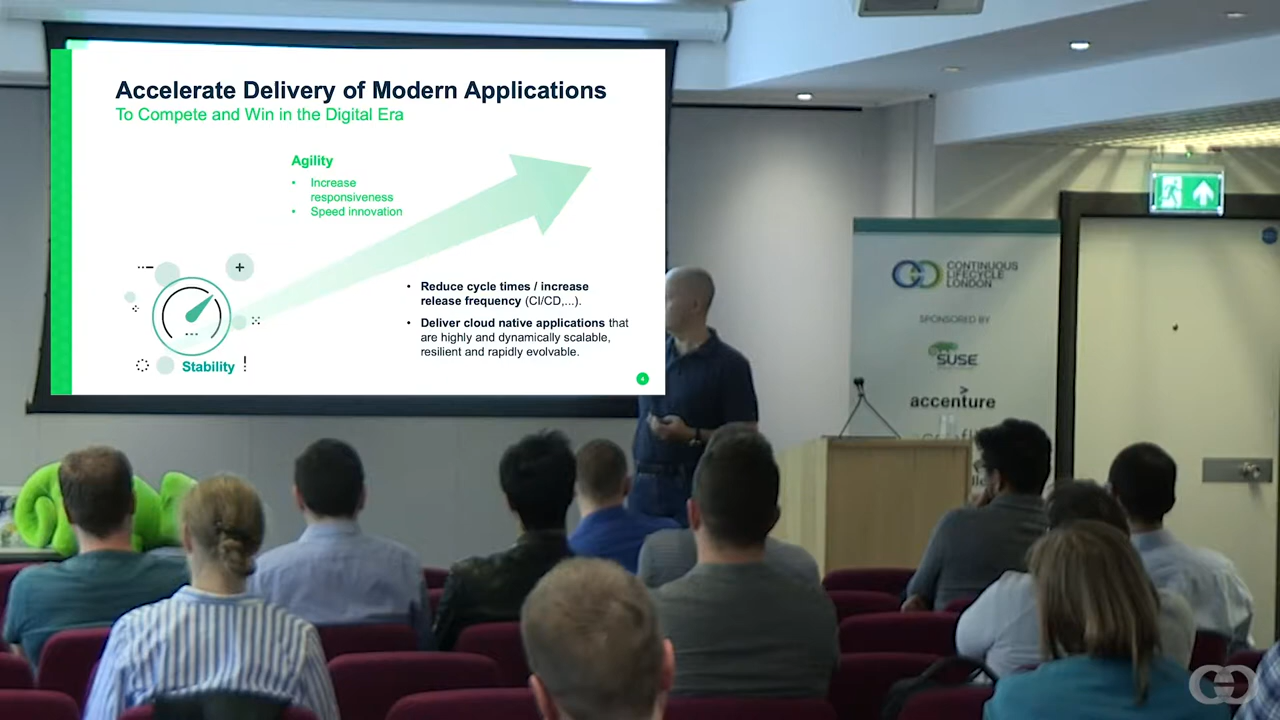 Accelerate Delivery of Modern Applications
To Compete and Win in the Digital Era
Agility
• Increase
responsiveness
• Speed innovation
• Reduce cycle times / increase
release frequency (CI/CD,...).
• Deliver cloud native applications that
are highly and dynamically scalable,
resilient and rapidly evolvable.
Stability
4
CONTINUOUS
LIFECYCLE
LONDON
SPONSORED BY
SUSE
accenture